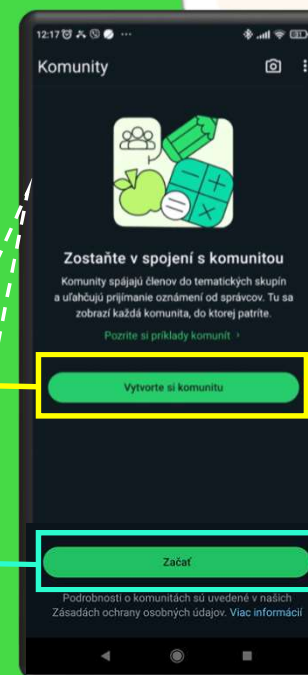 12:17
Komunity
Zostaňte v spojení s komunitou
Komunity spájajú členov do tematických skupín
a uľahčujú prijímanie oznámení od správcov. Tu sa
zobrazí každá komunita, do ktorej patríte.
Pozrite si príklady komunít ›
Vytvorte si komunitu
Začať
Podrobnosti o komunitách sú uvedené v našich
Zásadách ochrany osobných údajov. Viac informácií